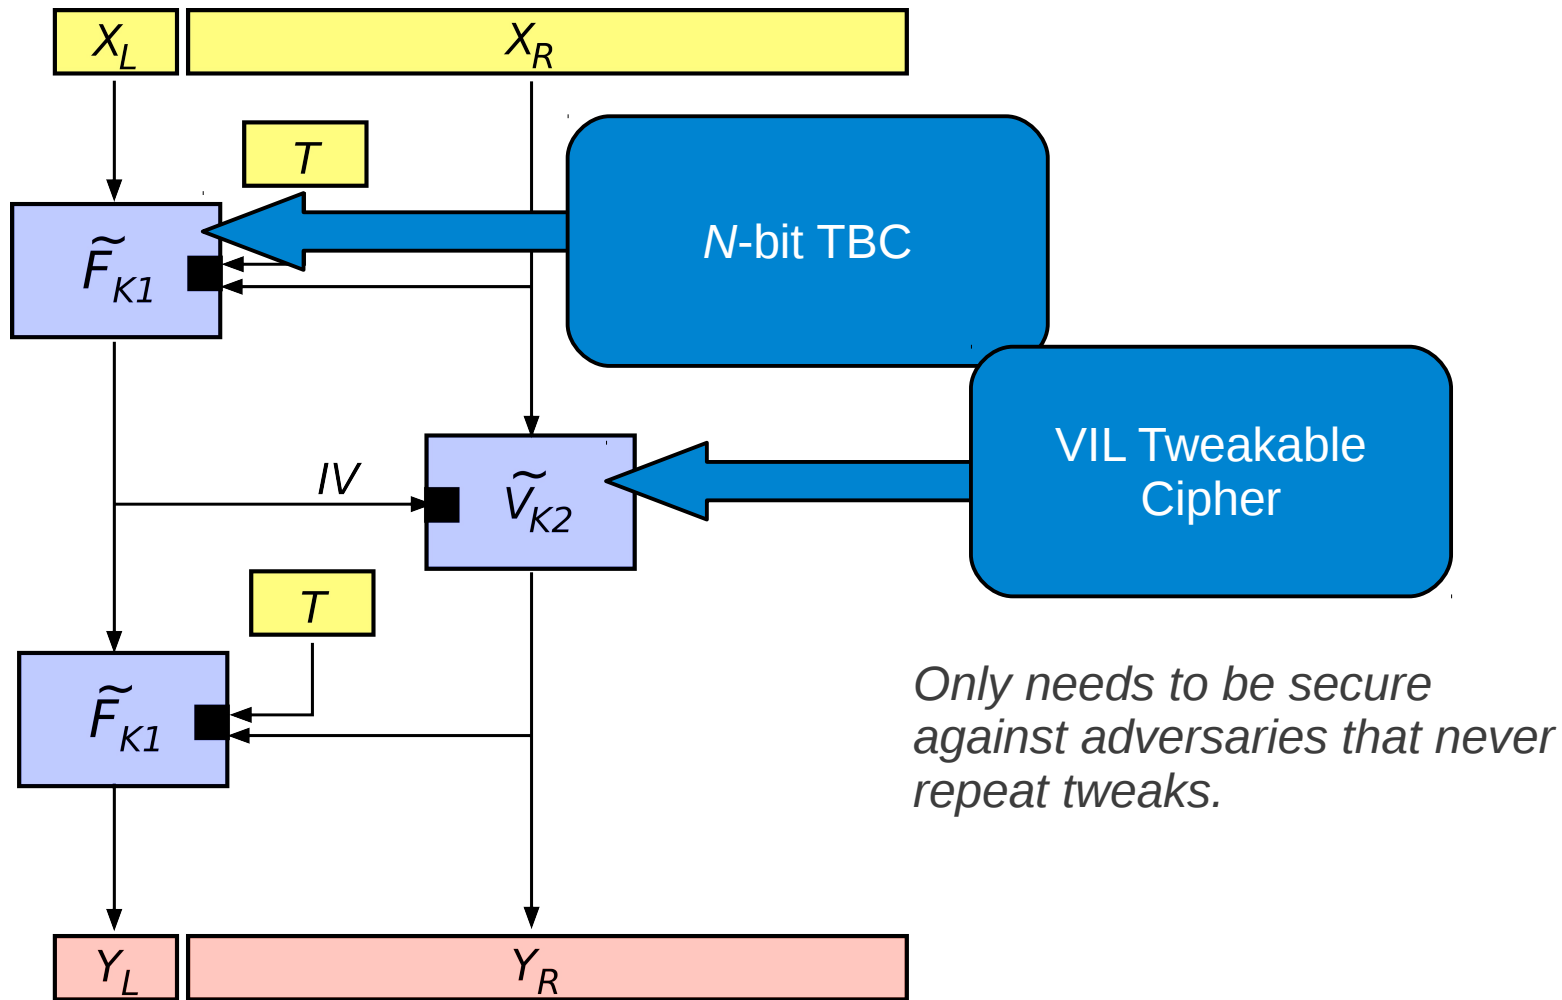 X_L
X_R
T
F̃_K1
N-bit TBC
IV
Ṽ_K2
VIL Tweakable
Cipher
T
F̃_K1
Only needs to be secure
against adversaries that never
repeat tweaks.
Y_L
Y_R